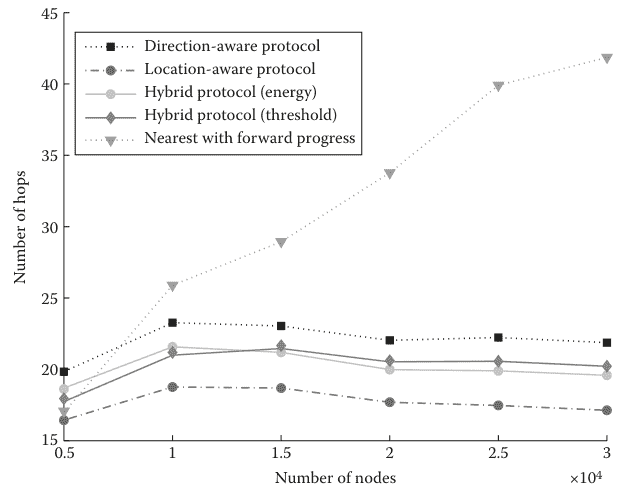 45
40
35
30
25
20
15
Number of hops
Direction-aware protocol
Location-aware protocol
Hybrid protocol (energy)
Hybrid protocol (threshold)
Nearest with forward progress
0.5 1 1.5 2 2.5 3
Number of nodes
×10⁴